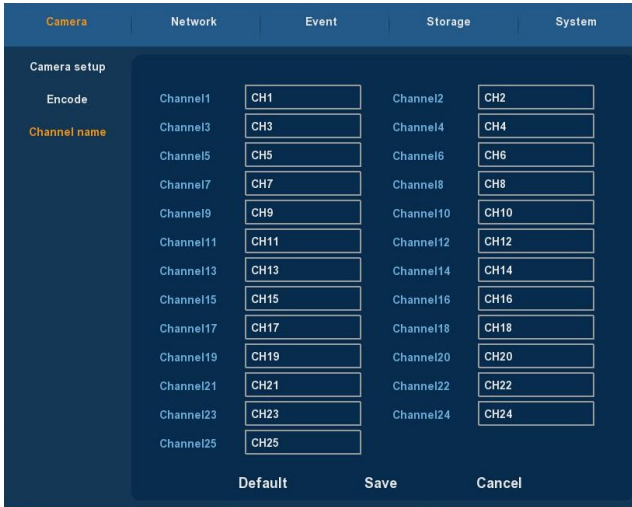 Camera Network Event Storage System
Camera setup
Encode
Channel name
Channel1 CH1 Channel2 CH2
Channel3 CH3 Channel4 CH4
Channel5 CH5 Channel6 CH6
Channel7 CH7 Channel8 CH8
Channel9 CH9 Channel10 CH10
Channel11 CH11 Channel12 CH12
Channel13 CH13 Channel14 CH14
Channel15 CH15 Channel16 CH16
Channel17 CH17 Channel18 CH18
Channel19 CH19 Channel20 CH20
Channel21 CH21 Channel22 CH22
Channel23 CH23 Channel24 CH24
Channel25 CH25
Default Save Cancel